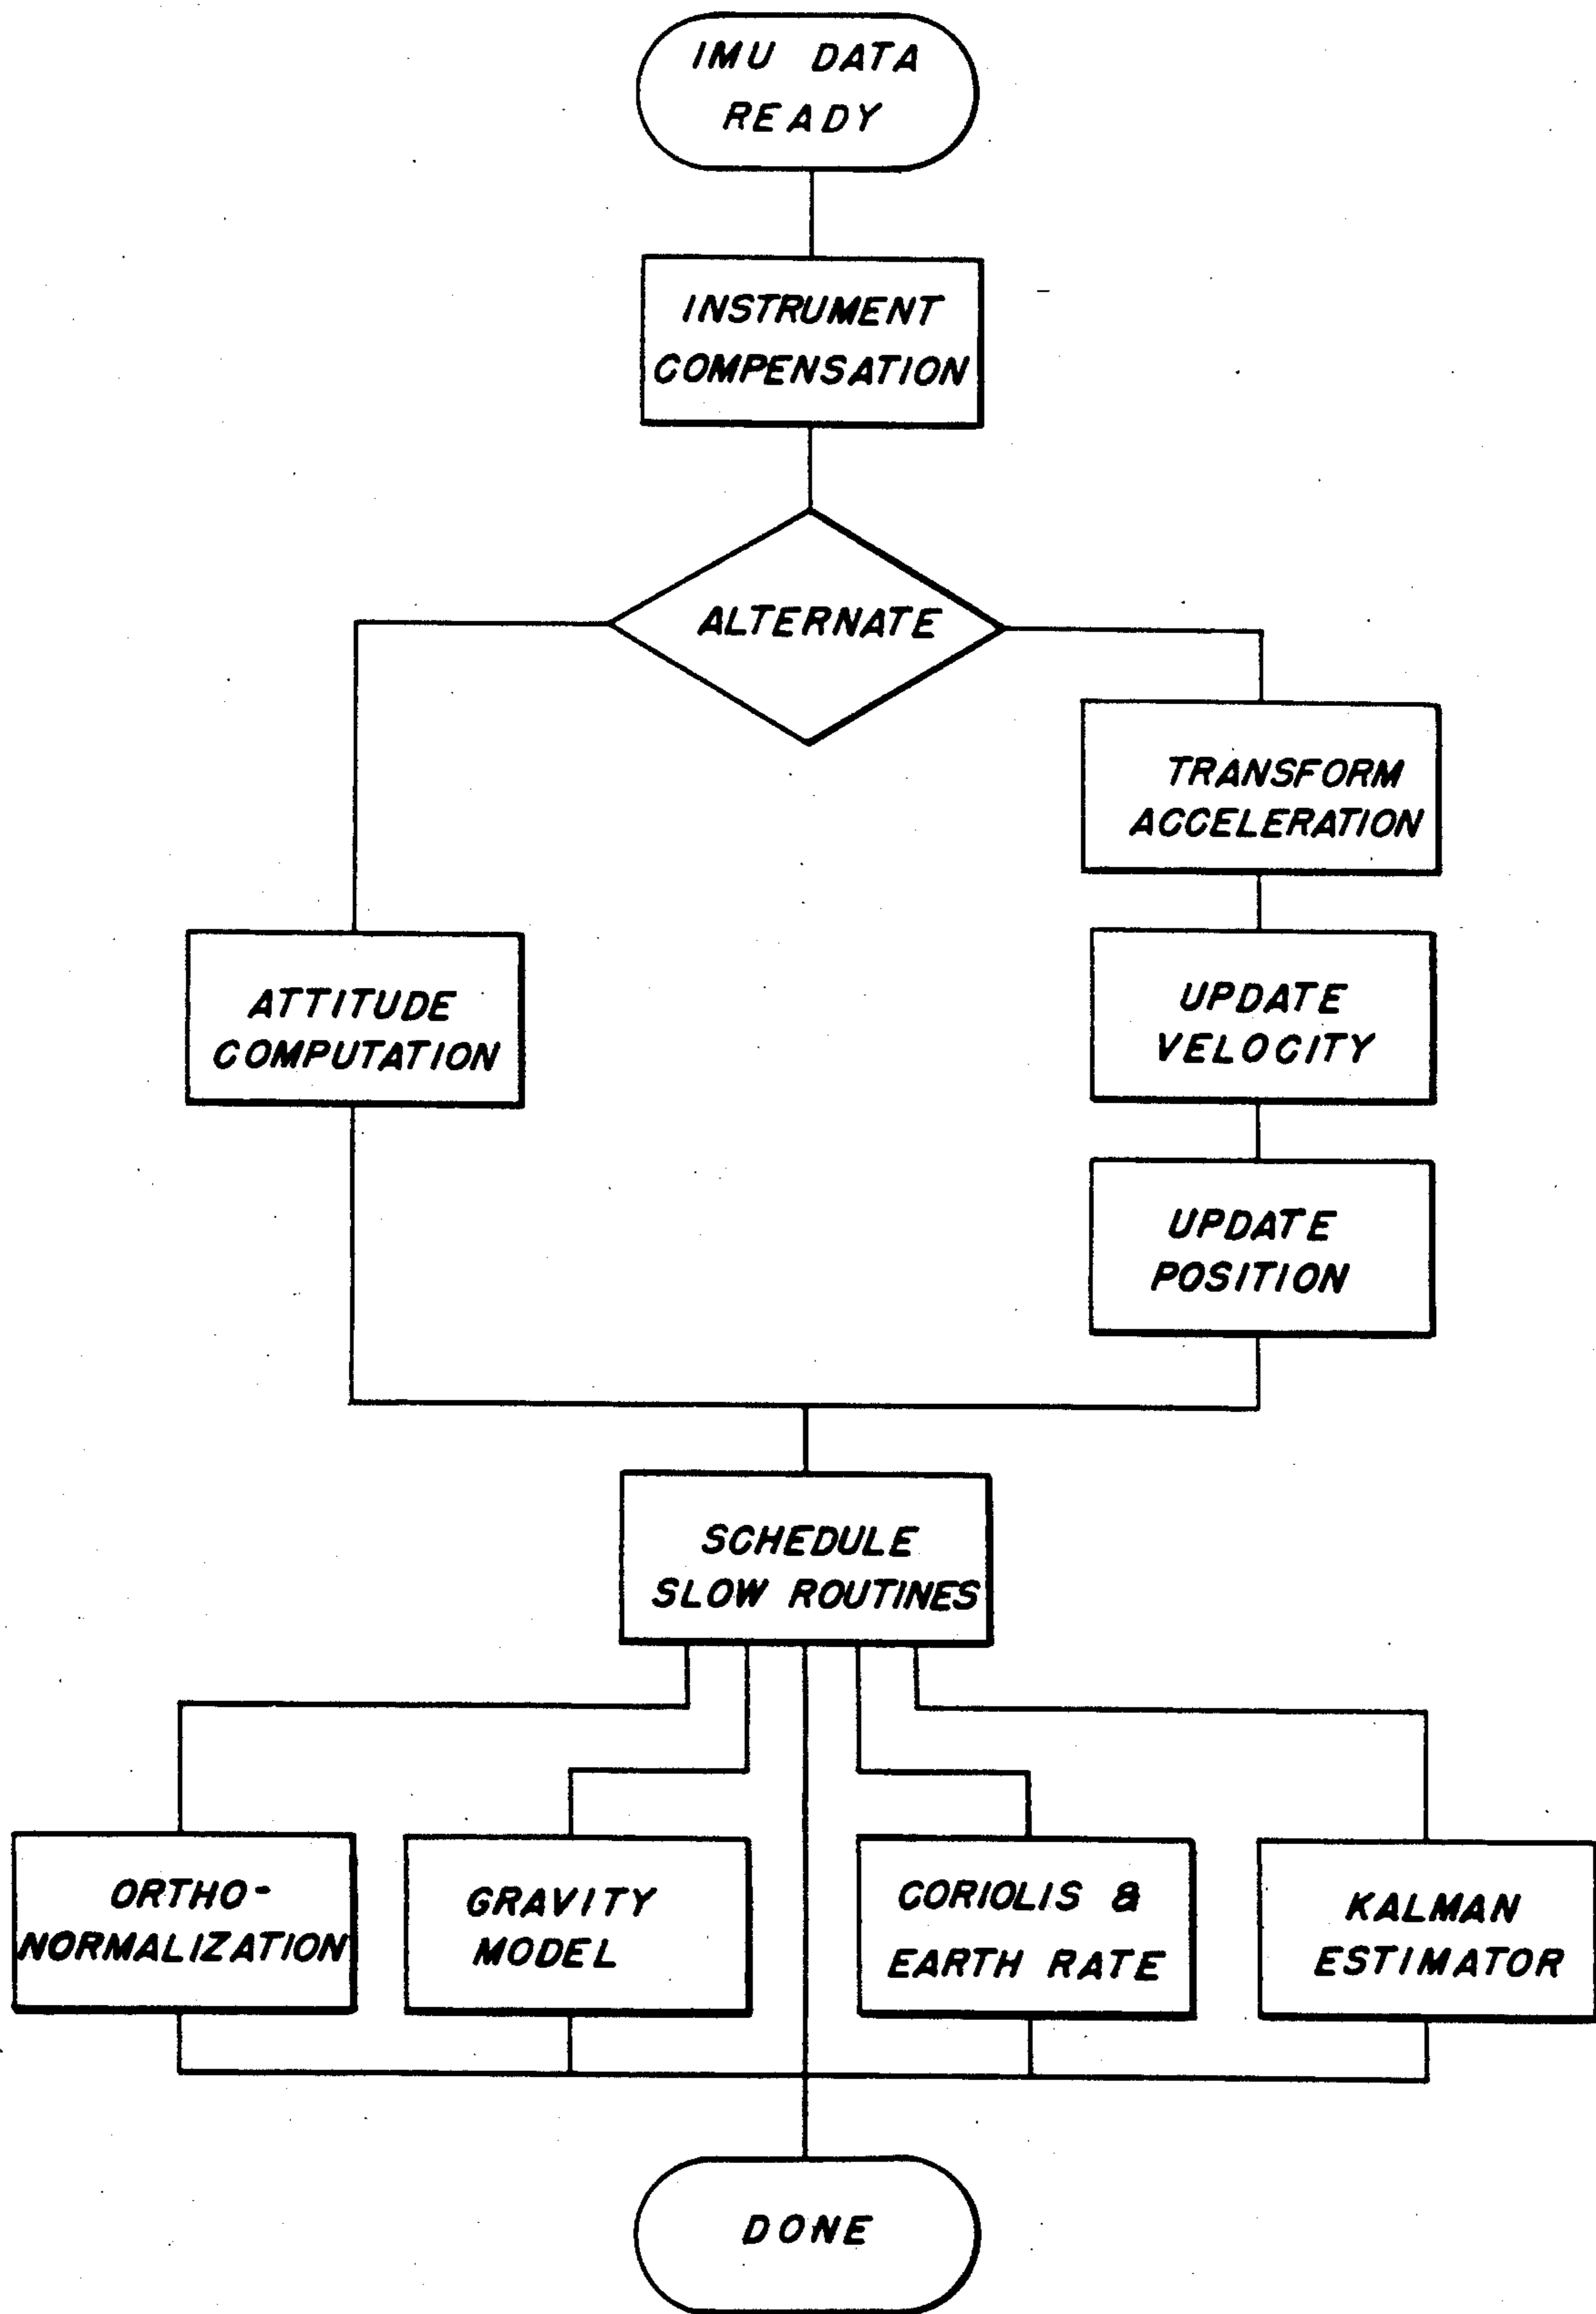 IMU DATA
READY
INSTRUMENT
COMPENSATION
ALTERNATE
TRANSFORM
ACCELERATION
ATTITUDE
COMPUTATION
UPDATE
VELOCITY
UPDATE
POSITION
SCHEDULE
SLOW ROUTINES
ORTHO-
NORMALIZATION
GRAVITY
MODEL
CORIOLIS &
EARTH RATE
KALMAN
ESTIMATOR
DONE